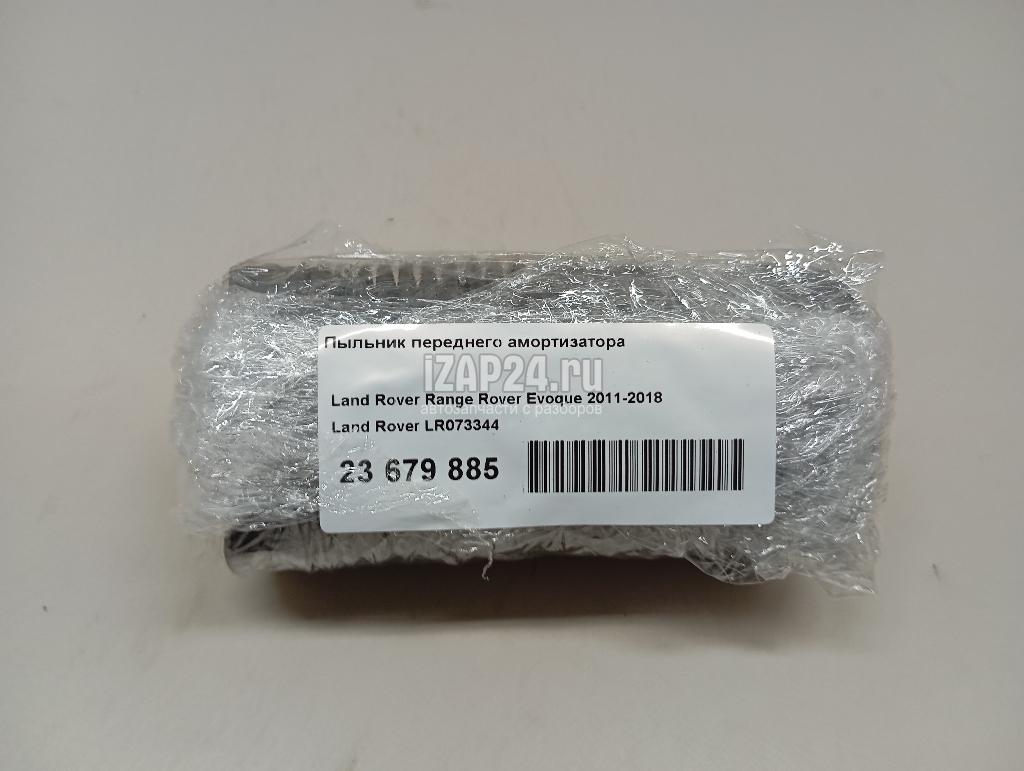 Пыльник переднего амортизатора
iZAP24.ru
Land Rover Range Rover Evoque 2011-2018
автозапчасти с разборов
Land Rover LR073344
23 679 885